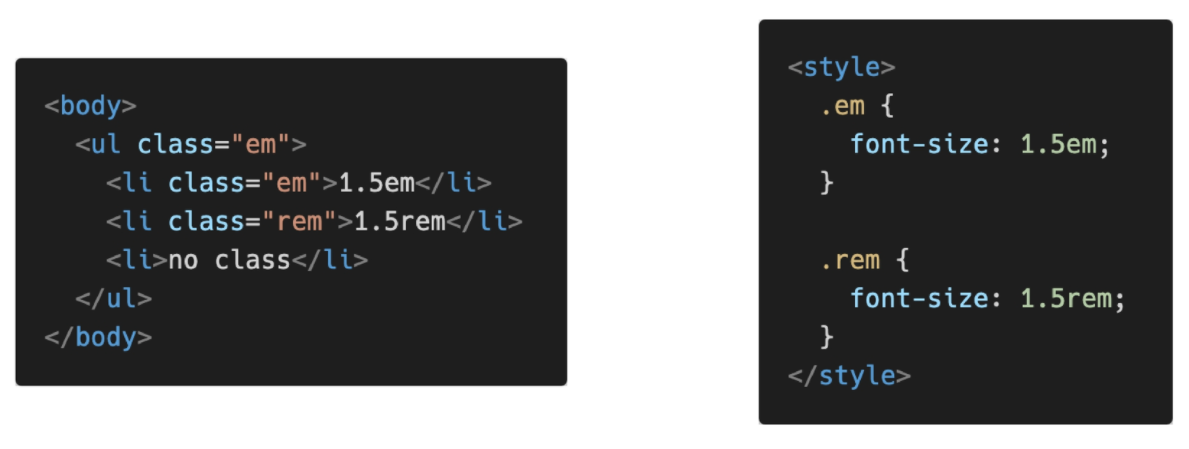 <body>
  <ul class="em">
    <li class="em">1.5em</li>
    <li class="rem">1.5rem</li>
    <li>no class</li>
  </ul>
</body>
<style>
  .em {
    font-size: 1.5em;
  }

  .rem {
    font-size: 1.5rem;
  }
</style>